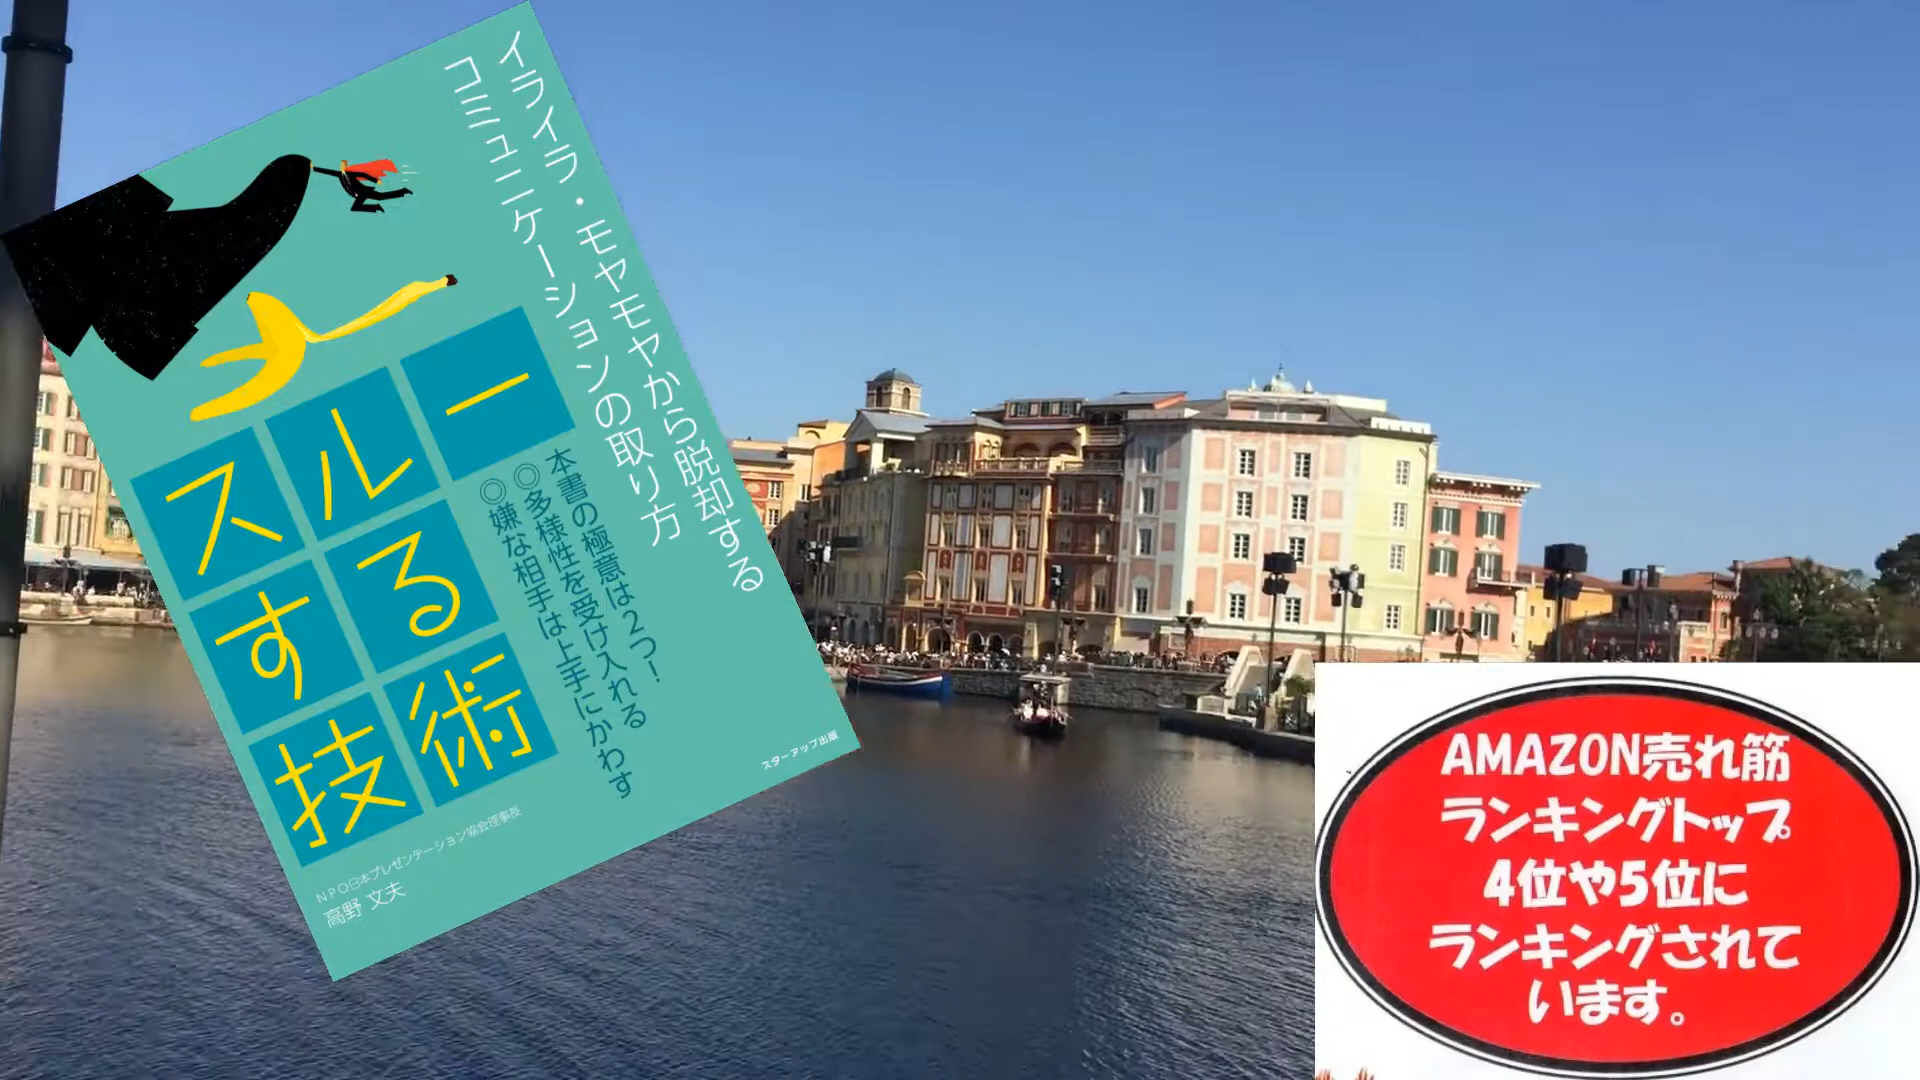 イライラ・モヤモヤから脱却する
コミュニケーションの取り方
スルー
する
技術
本書の極意は2つ!
◎多様性を受け入れる
◎嫌な相手は上手にかわす
スターアップ出版
NPO日本プレゼンテーション協会理事長
高野 文夫
AMAZON売れ筋
ランキングトップ。
4位や5位に
ランキングされて
います。